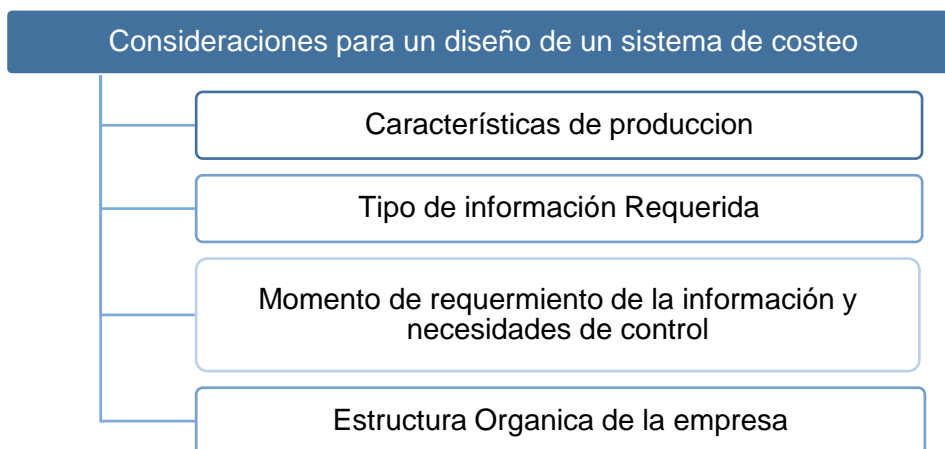 Consideraciones para un diseño de un sistema de costeo
Características de produccion
Tipo de información Requerida
Momento de requermiento de la información y
necesidades de control
Estructura Organica de la empresa